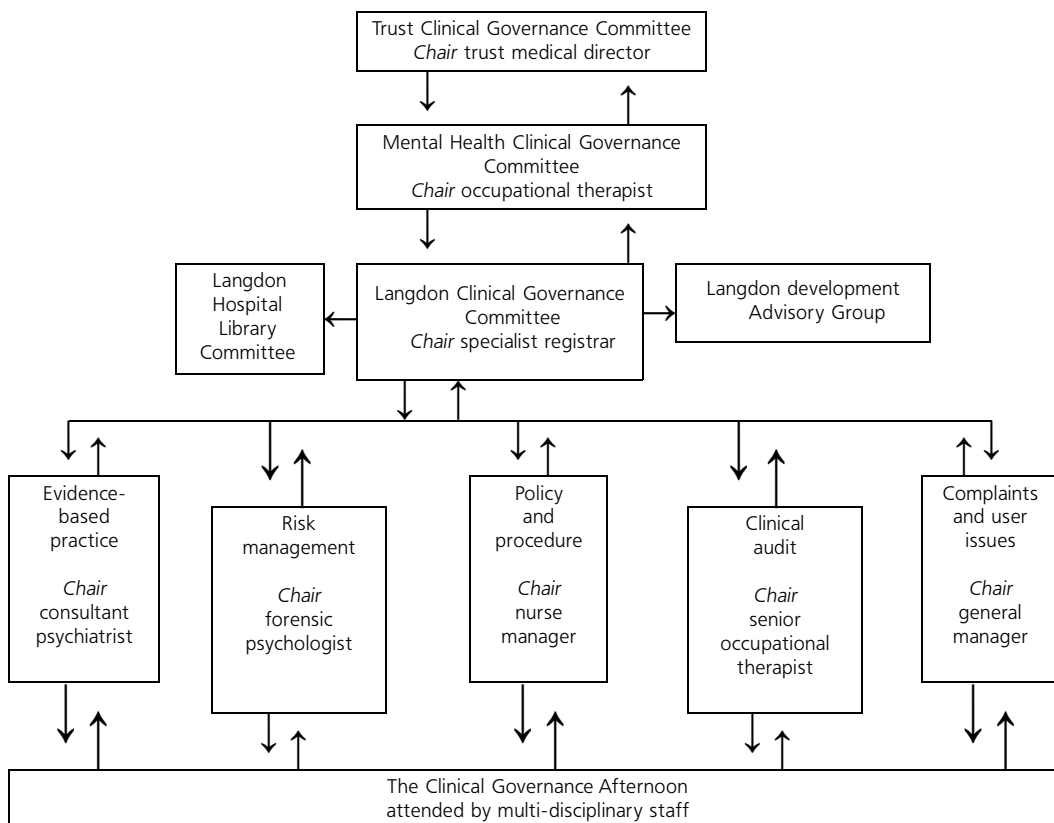 Trust Clinical Governance Committee
Chair trust medical director
Mental Health Clinical Governance
Committee
Chair occupational therapist
Langdon
Hospital
Library
Committee
Langdon Clinical Governance
Committee
Chair specialist registrar
Langdon development
Advisory Group
Evidence-
based
practice
Chair
consultant
psychiatrist
Risk
management
Chair
forensic
psychologist
Policy
and
procedure
Chair
nurse
manager
Clinical
audit
Chair
senior
occupational
therapist
Complaints
and user
issues
Chair
general
manager
The Clinical Governance Afternoon
attended by multi-disciplinary staff